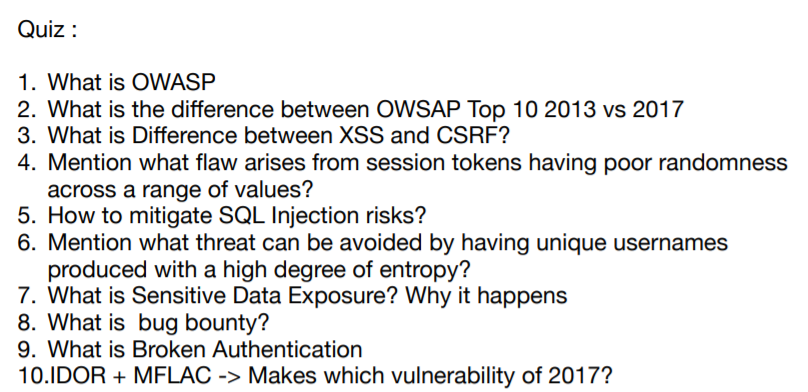 Quiz :
1. What is OWASP
2. What is the difference between OWSAP Top 10 2013 vs 2017
3. What is Difference between XSS and CSRF?
4. Mention what flaw arises from session tokens having poor randomness
across a range of values?
5. How to mitigate SQL Injection risks?
6. Mention what threat can be avoided by having unique usernames
produced with a high degree of entropy?
7. What is Sensitive Data Exposure? Why it happens
8. What is  bug bounty?
9. What is Broken Authentication
10.IDOR + MFLAC -> Makes which vulnerability of 2017?